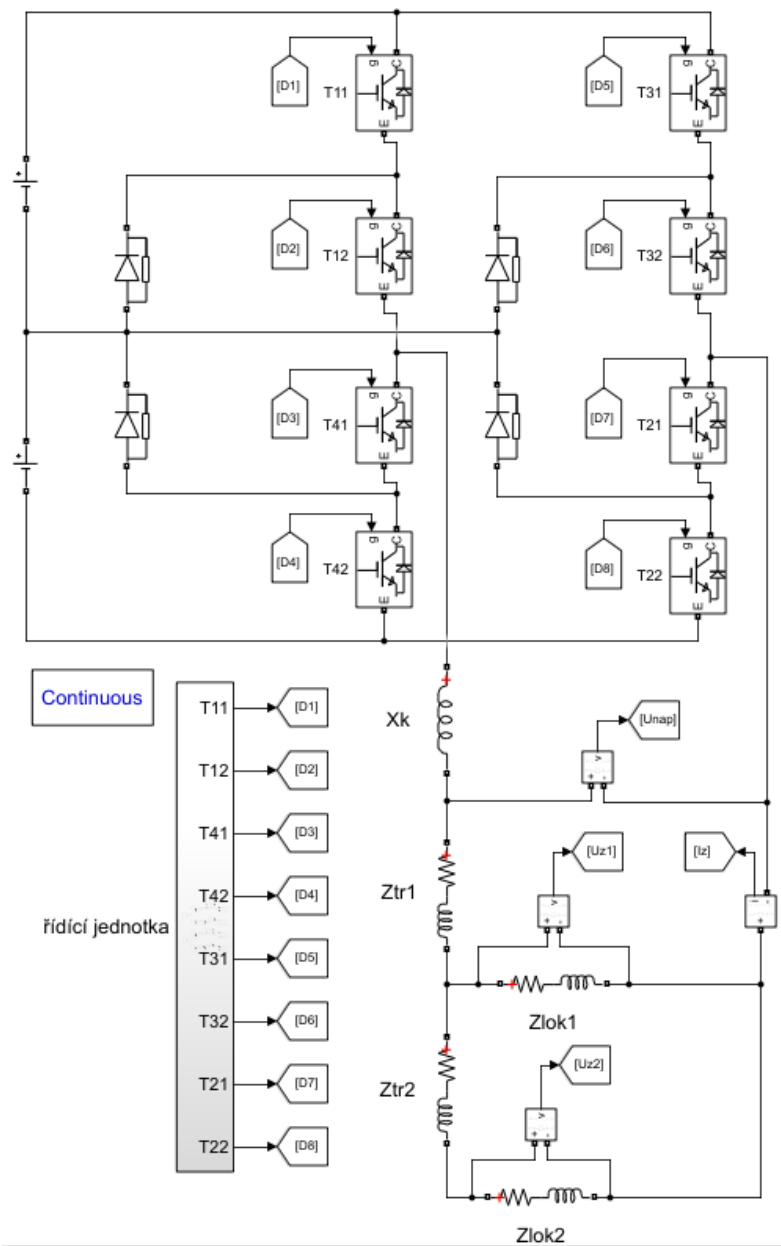 [D1]
g
C
E
T11
[D5]
g
C
E
T31
+
[D2]
g
C
E
T12
[D6]
g
C
E
T32
[D3]
g
C
E
T41
[D7]
g
C
E
T21
+
[D4]
g
C
E
T42
[D8]
g
C
E
T22
Continuous
řídící jednotka
T11
[D1]
T12
[D2]
T41
[D3]
T42
[D4]
T31
[D5]
T32
[D6]
T21
[D7]
T22
[D8]
+
Xk
[Unap]
v
+ -
+
Ztr1
[Uz1]
v
+ -
[Iz]
i
+ -
+
Zlok1
+
Ztr2
[Uz2]
v
+ -
+
Zlok2